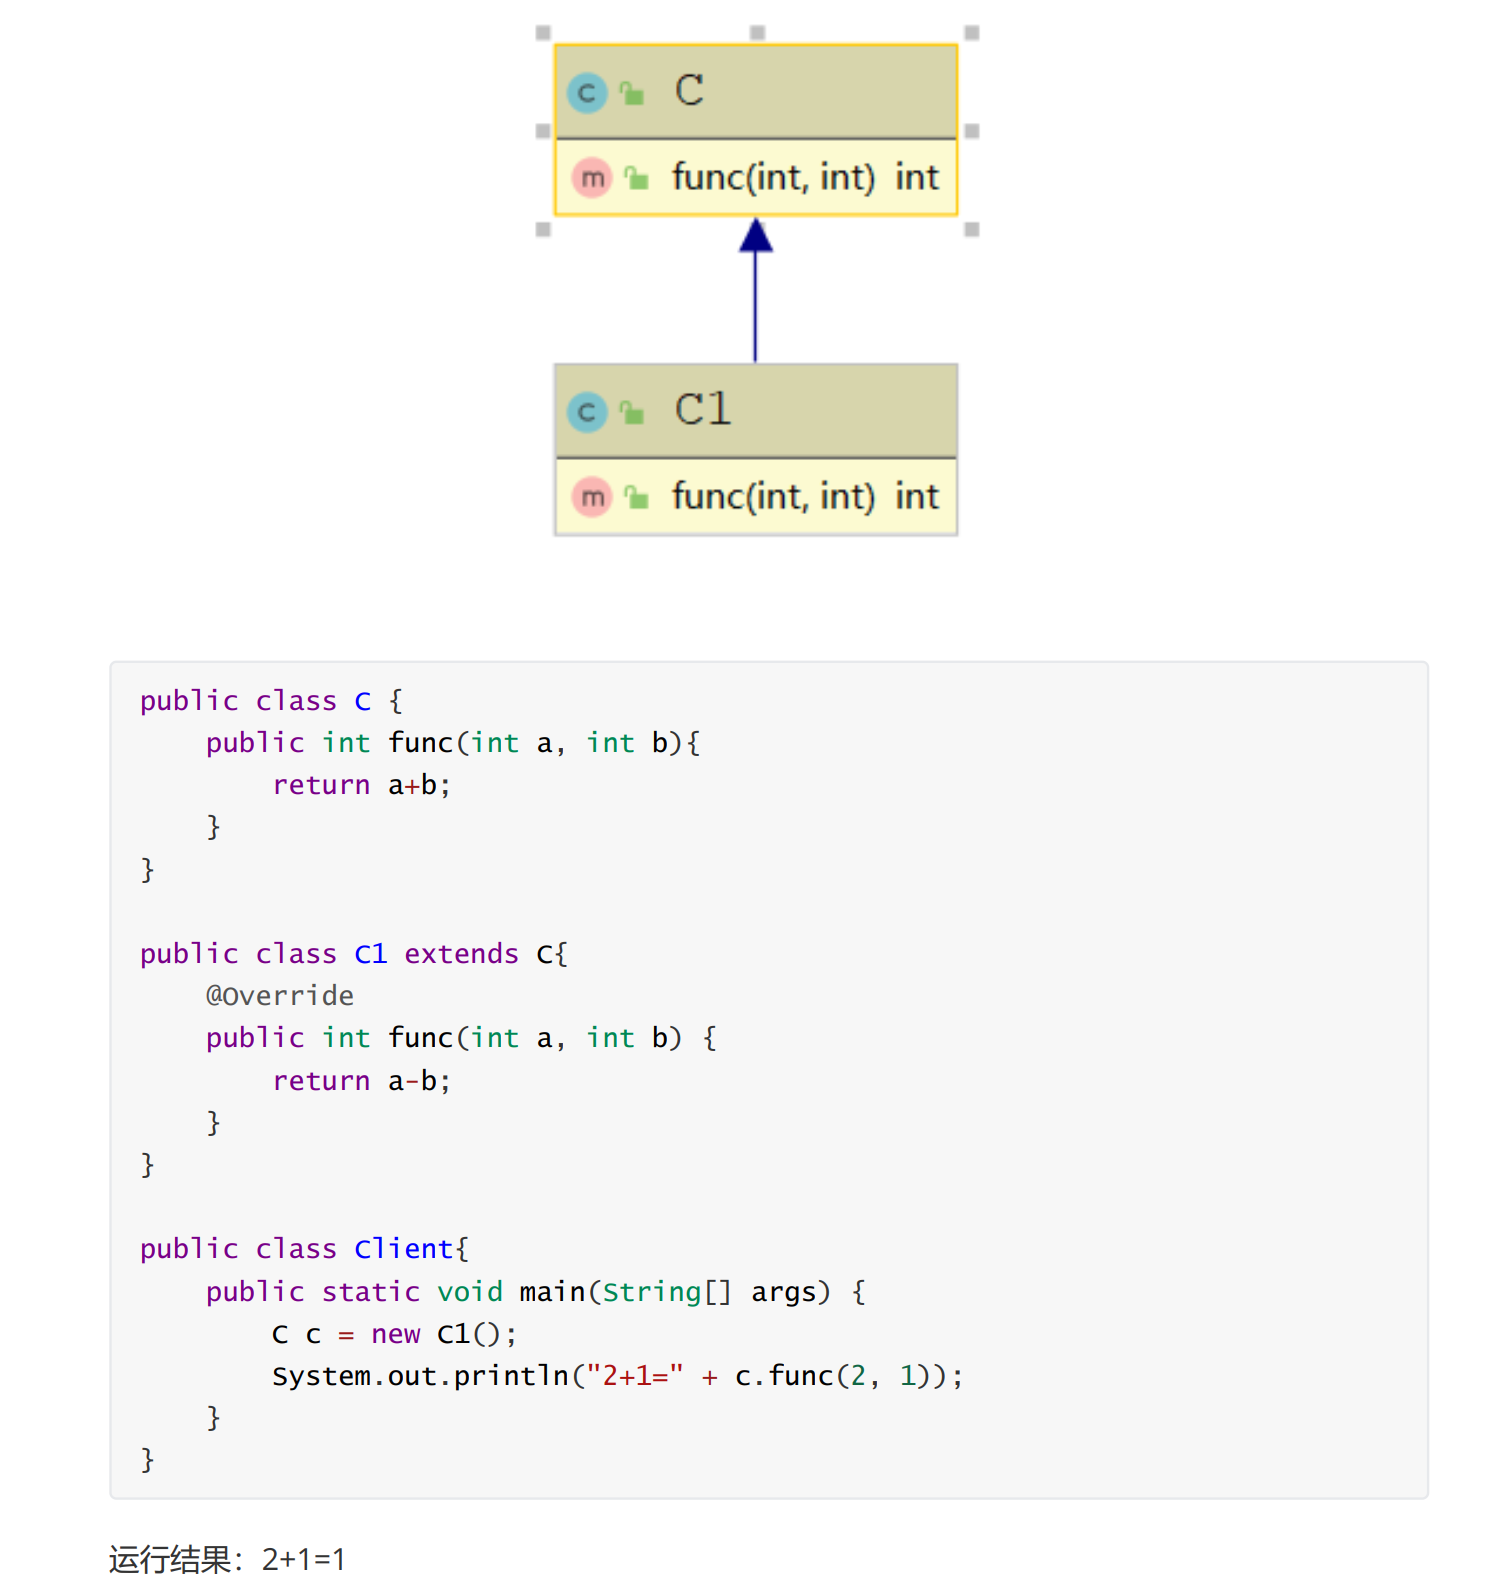 C C
m func(int, int) int
C C1
m func(int, int) int
public class C {
    public int func(int a, int b){
        return a+b;
    }
}
public class C1 extends C{
    @Override
    public int func(int a, int b) {
        return a-b;
    }
}
public class Client{
    public static void main(String[] args) {
        C c = new C1();
        System.out.println("2+1=" + c.func(2, 1));
    }
}
运行结果：2+1=1